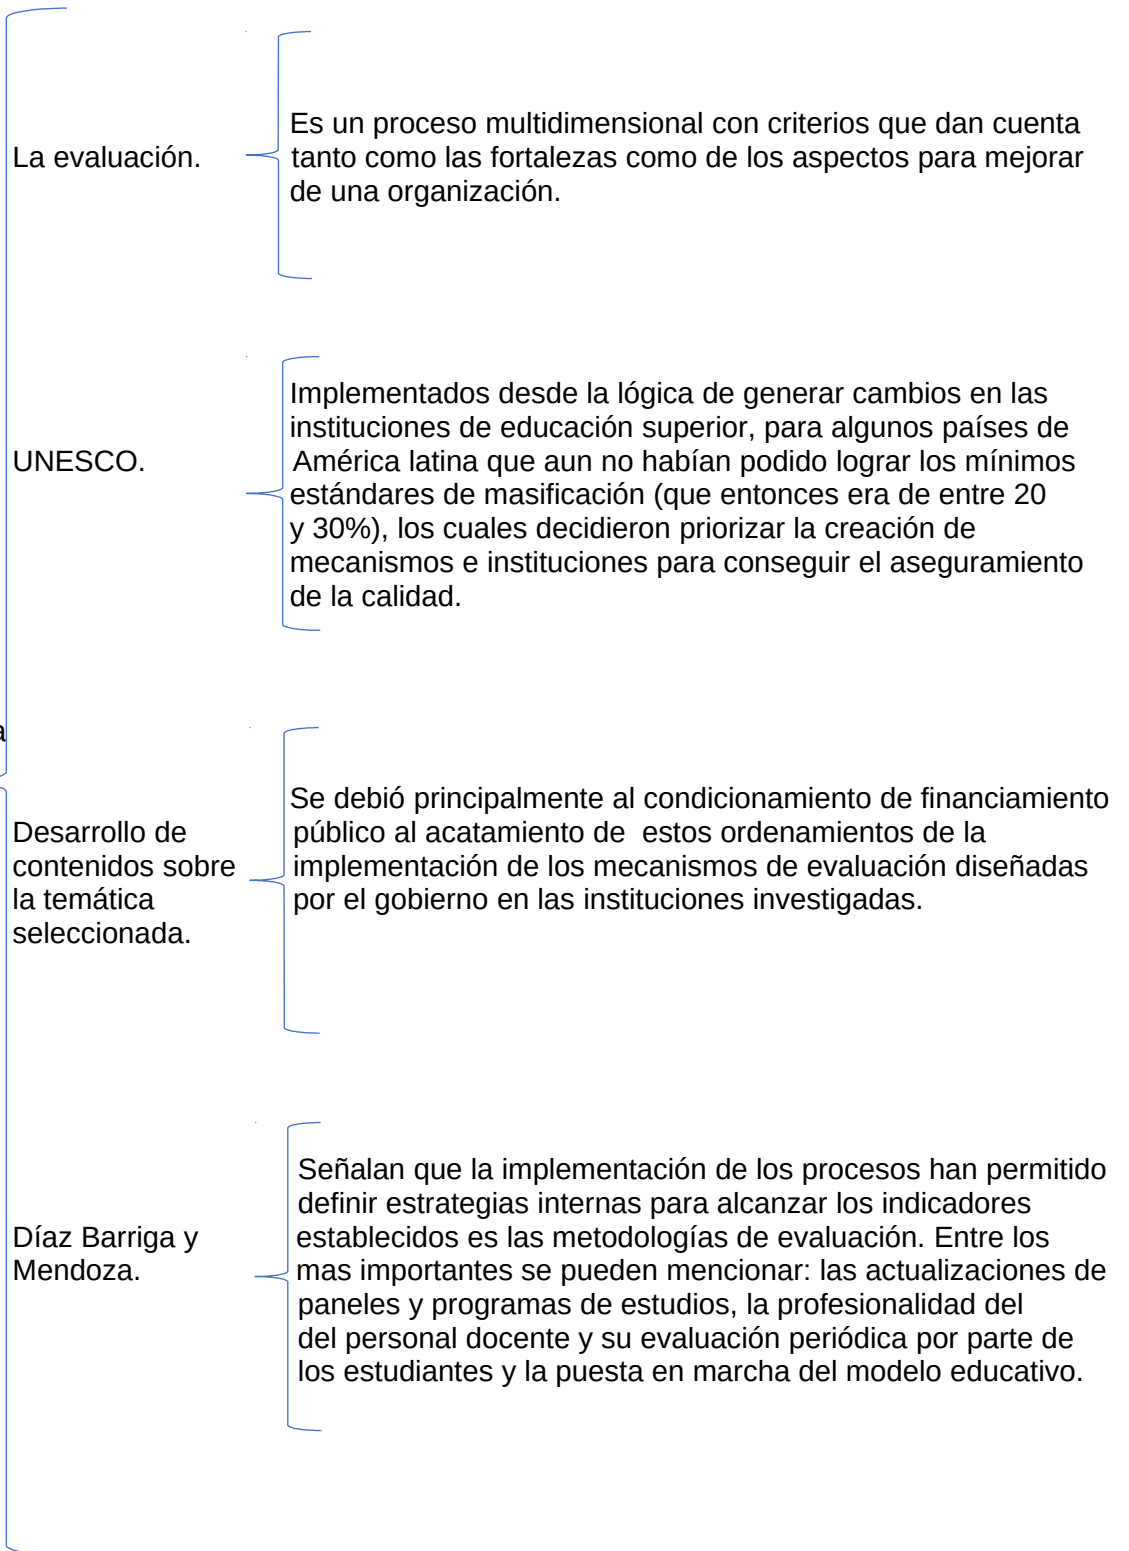 La evaluación.
Es un proceso multidimensional con criterios que dan cuenta
tanto como las fortalezas como de los aspectos para mejorar
de una organización.
UNESCO.
Implementados desde la lógica de generar cambios en las
instituciones de educación superior, para algunos países de
América latina que aun no habían podido lograr los mínimos
estándares de masificación (que entonces era de entre 20
y 30%), los cuales decidieron priorizar la creación de
mecanismos e instituciones para conseguir el aseguramiento
de la calidad.
a
Desarrollo de
contenidos sobre
la temática
seleccionada.
Se debió principalmente al condicionamiento de financiamiento
público al acatamiento de estos ordenamientos de la
implementación de los mecanismos de evaluación diseñadas
por el gobierno en las instituciones investigadas.
Díaz Barriga y
Mendoza.
Señalan que la implementación de los procesos han permitido
definir estrategias internas para alcanzar los indicadores
establecidos es las metodologías de evaluación. Entre los
mas importantes se pueden mencionar: las actualizaciones de
paneles y programas de estudios, la profesionalidad del
del personal docente y su evaluación periódica por parte de
los estudiantes y la puesta en marcha del modelo educativo.